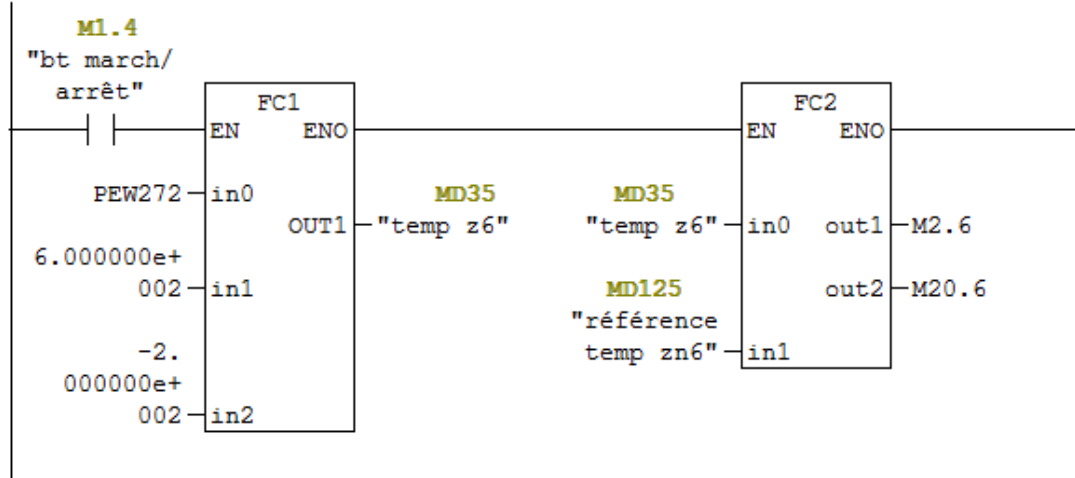 M1.4
"bt march/
arrêt"
FC1
EN ENO
PEW272
in0
MD35
OUT1
"temp z6"
6.000000e+
002
in1
-2.
000000e+
002
in2
FC2
EN ENO
MD35
"temp z6"
in0
out1
M2.6
MD125
out2
M20.6
"référence
temp zn6"
in1